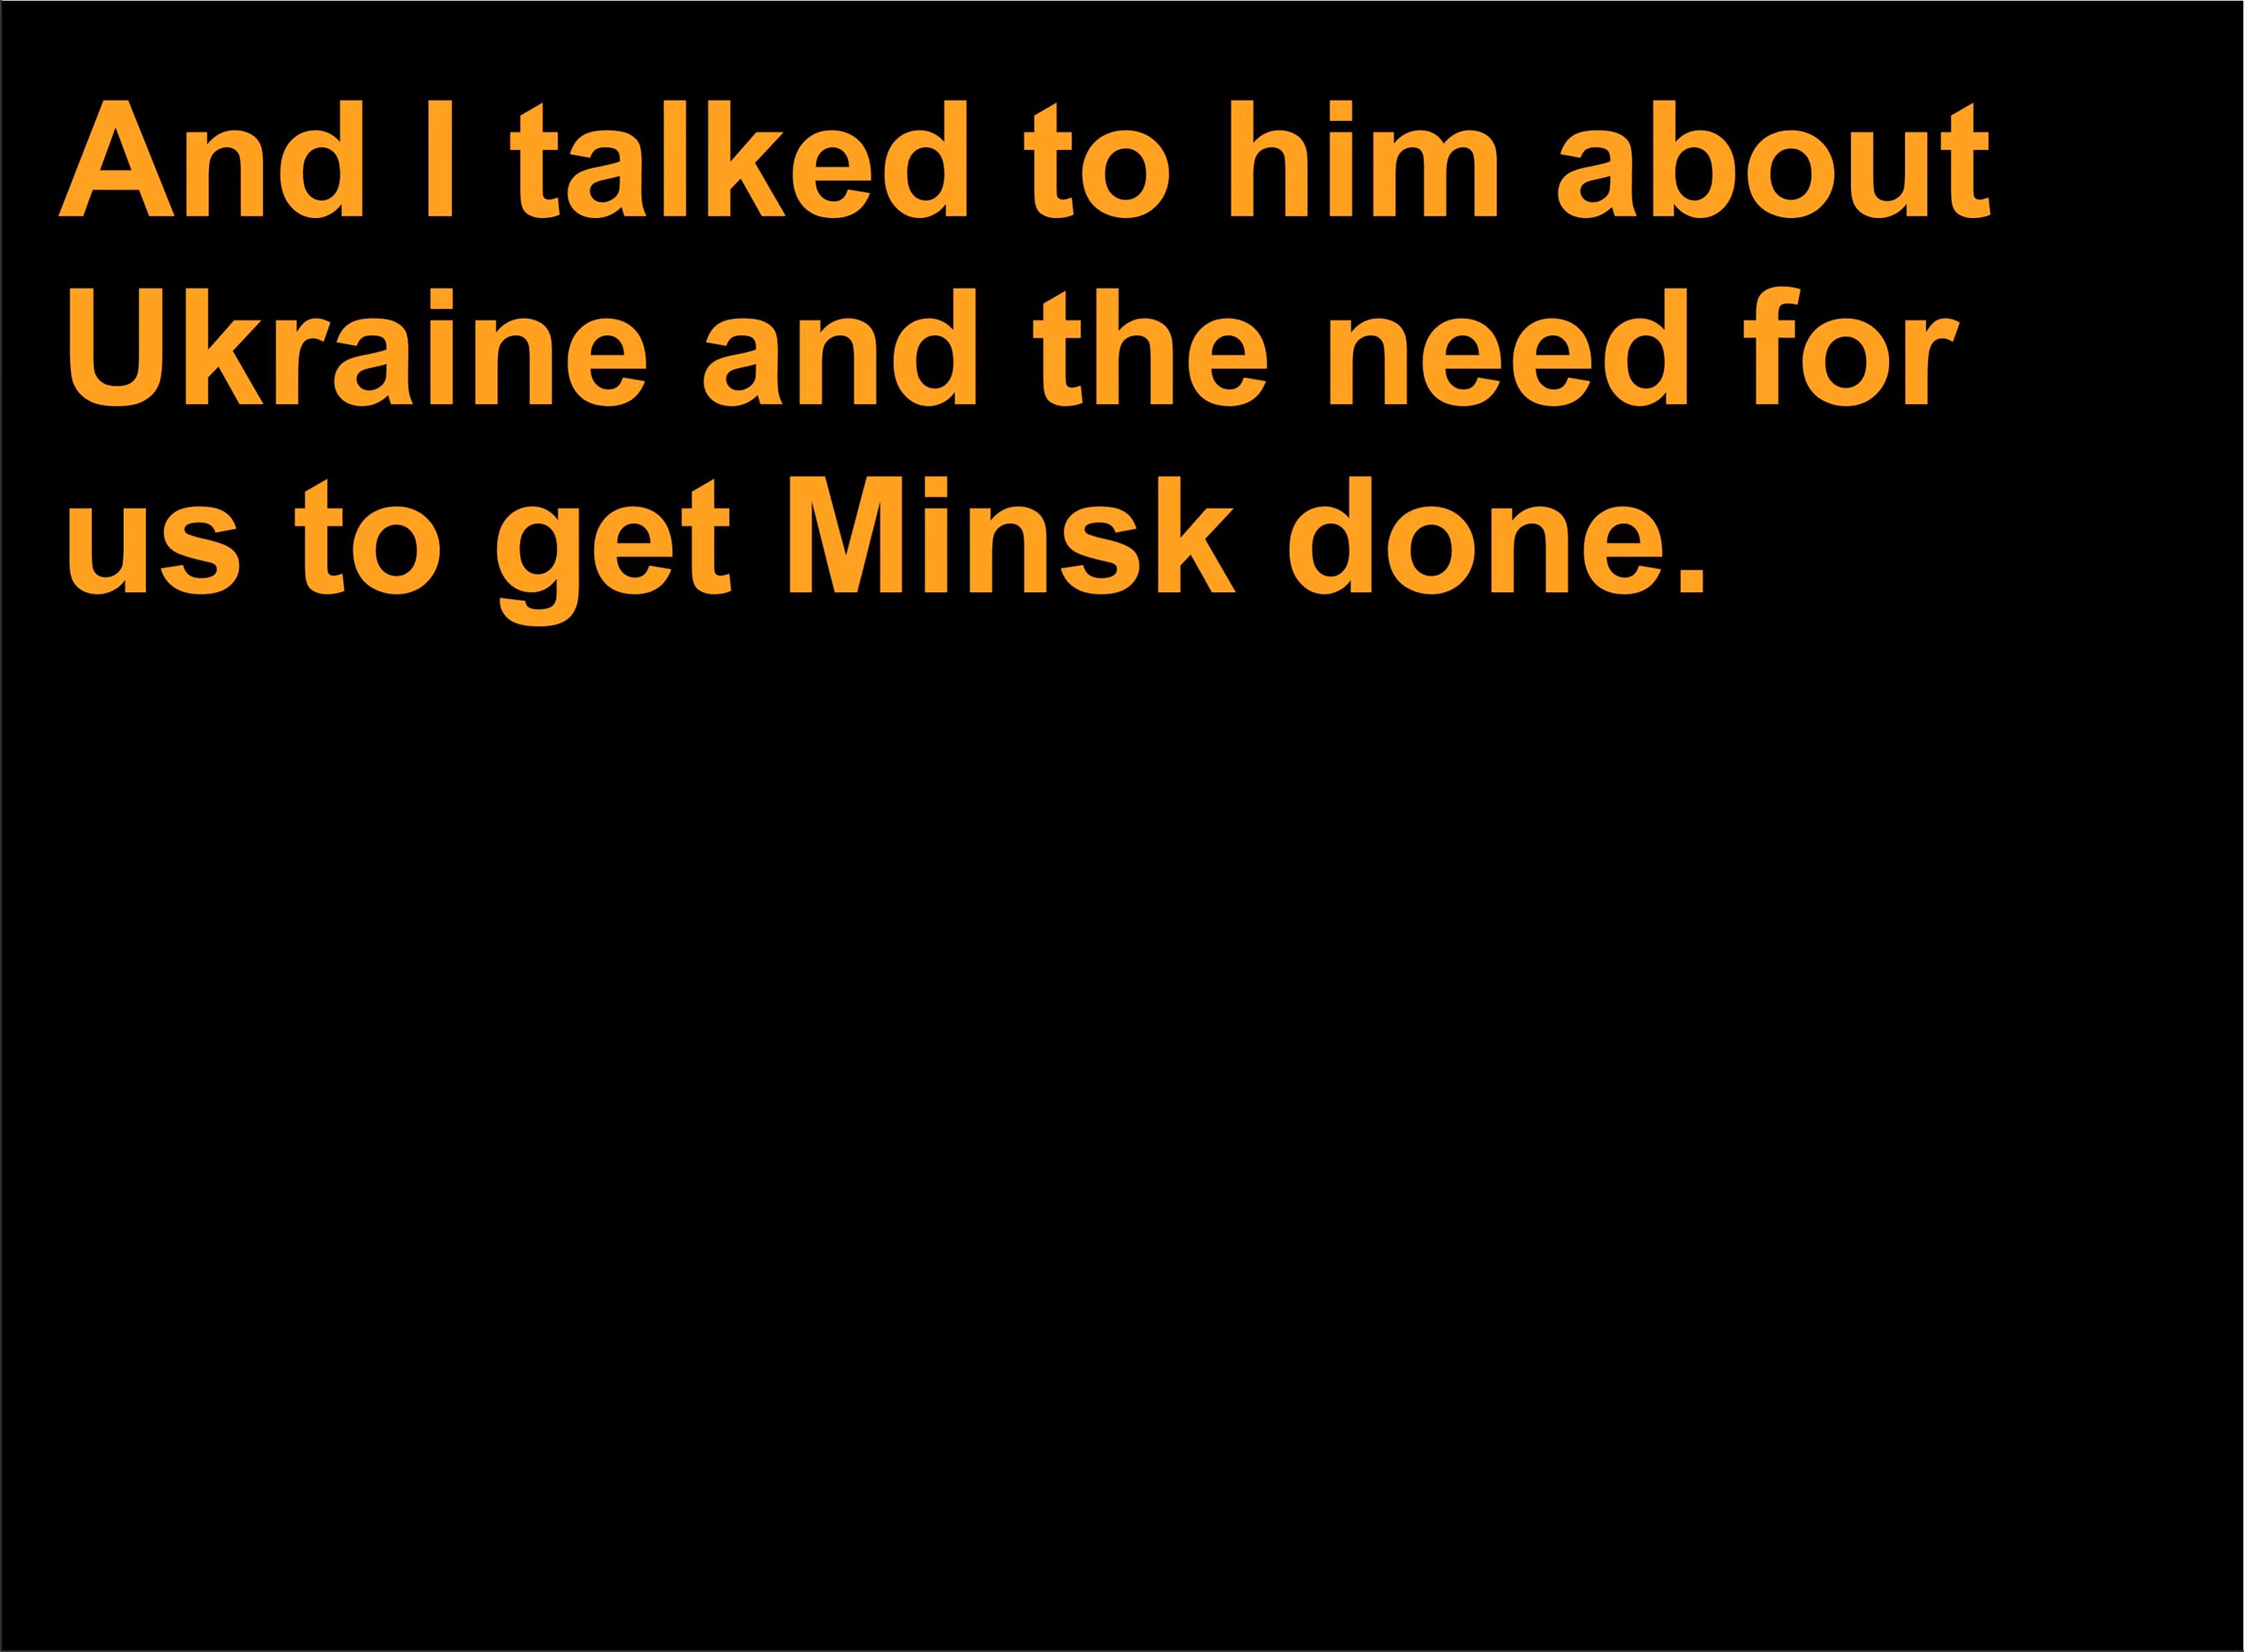 And I talked to him about
Ukraine and the need for
us to get Minsk done.